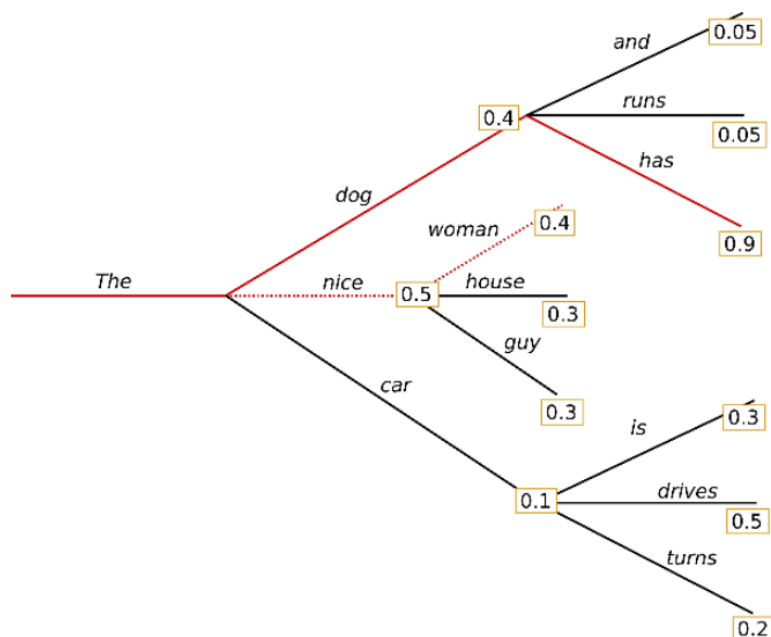 and
0.05
0.4
runs
0.05
has
0.9
dog
woman
0.4
The
nice
0.5
house
0.3
guy
0.3
car
is
0.3
0.1
drives
0.5
turns
0.2